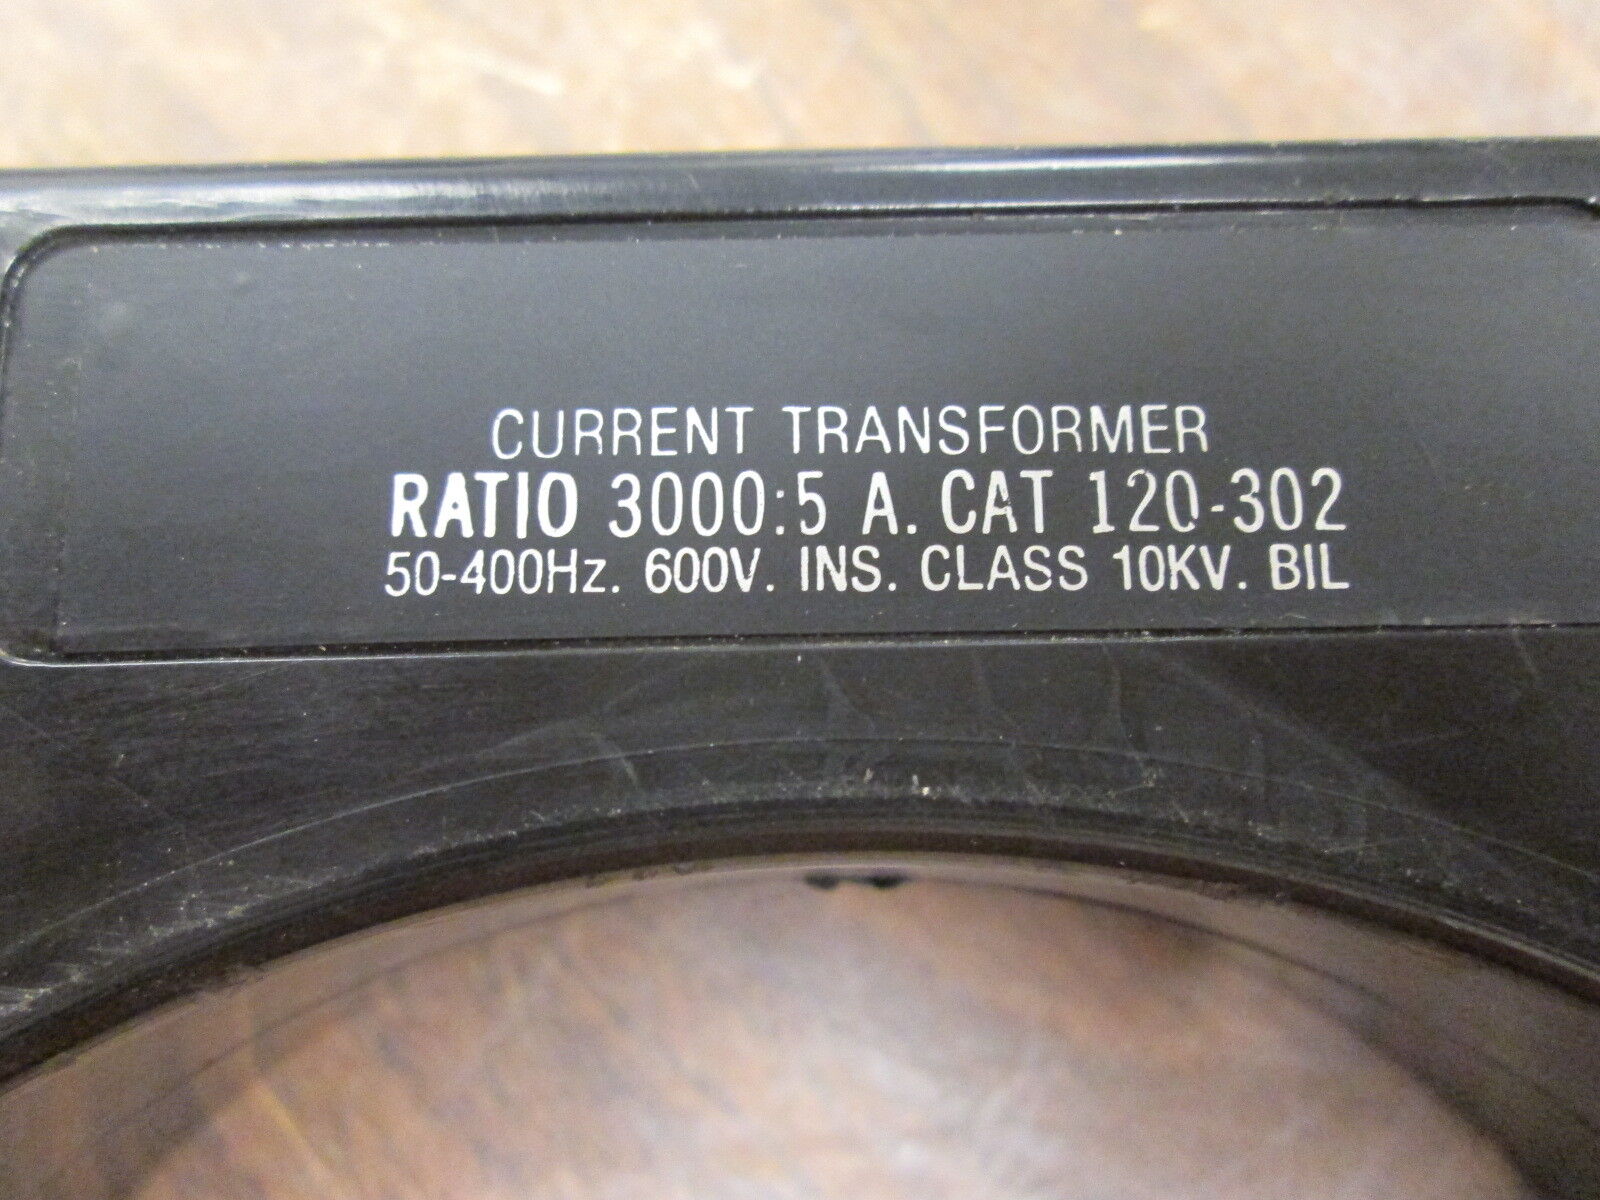 CURRENT TRANSFORMER
RATIO 3000:5 A. CAT 120-302
50-400Hz. 600V. INS. CLASS 10KV. BIL